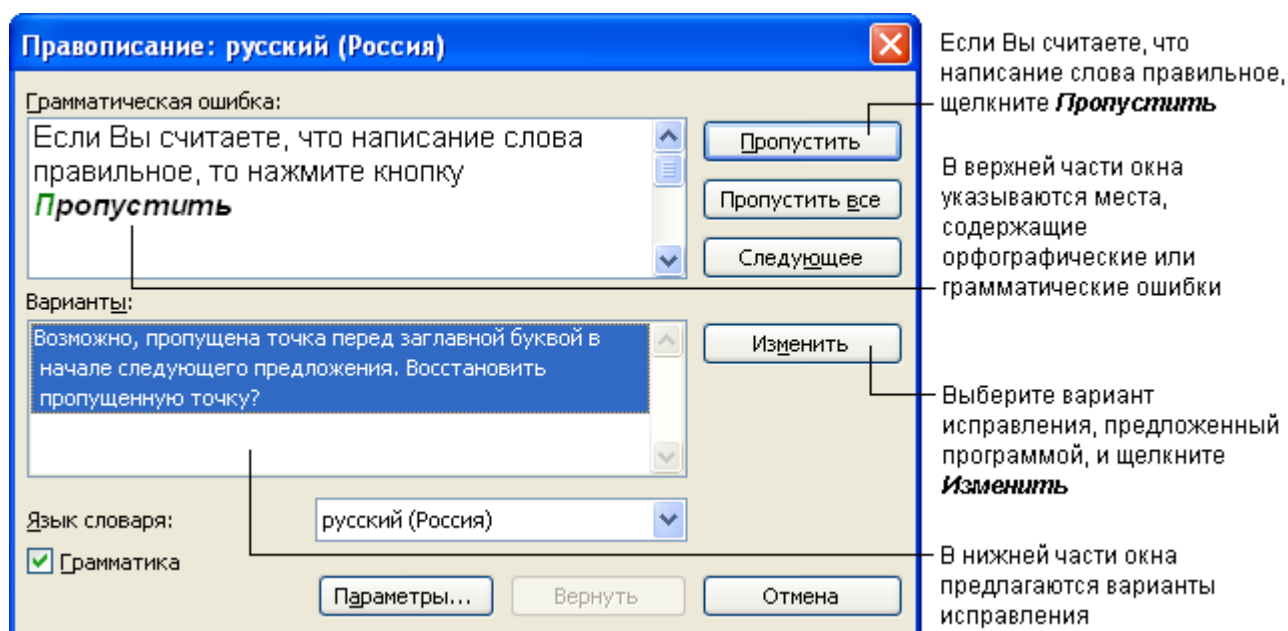 Правописание: русский (Россия)
Грамматическая ошибка:
Если Вы считаете, что написание слова
правильное, то нажмите кнопку
Пропустить
Пропустить
Пропустить все
Следующее
Варианты:
Возможно, пропущена точка перед заглавной буквой в
начале следующего предложения. Восстановить
пропущенную точку?
Изменить
Язык словаря:
русский (Россия)
Грамматика
Параметры...
Вернуть
Отмена
Если Вы считаете, что
написание слова правильное,
щелкните Пропустить
В верхней части окна
указываются места,
содержащие
орфографические или
грамматические ошибки
Выберите вариант
исправления, предложенный
программой, и щелкните
Изменить
В нижней части окна
предлагаются варианты
исправления